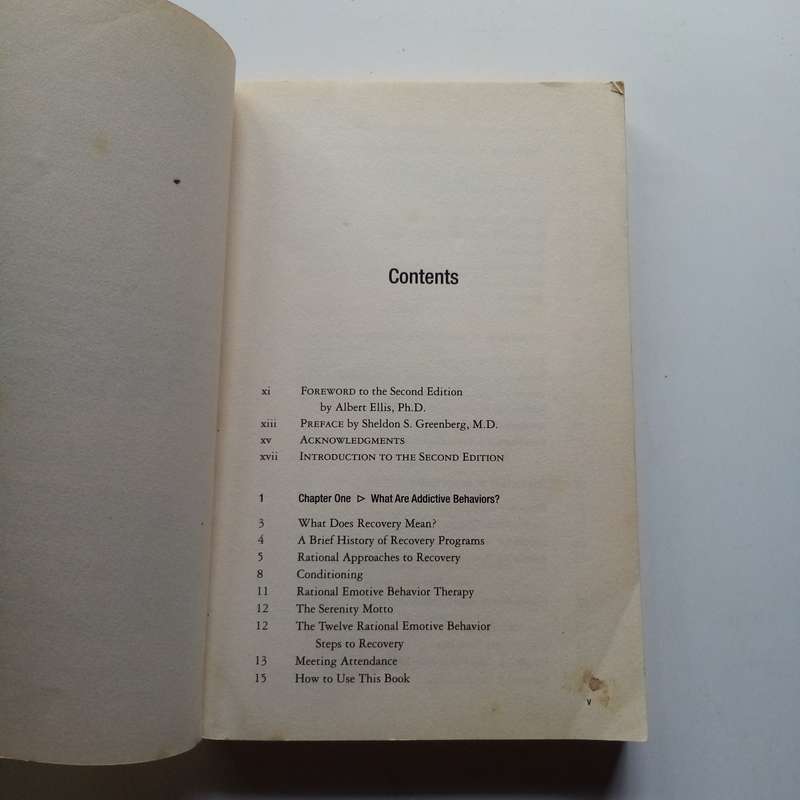 Contents
xi FOREWORD to the Second Edition
by Albert Ellis, Ph.D.
xiii PREFACE by Sheldon S. Greenberg, M.D.
xv ACKNOWLEDGMENTS
xvii INTRODUCTION TO THE SECOND EDITION
1 Chapter One ▷ What Are Addictive Behaviors?
3 What Does Recovery Mean?
4 A Brief History of Recovery Programs
5 Rational Approaches to Recovery
8 Conditioning
11 Rational Emotive Behavior Therapy
12 The Serenity Motto
12 The Twelve Rational Emotive Behavior
Steps to Recovery
13 Meeting Attendance
15 How to Use This Book
v